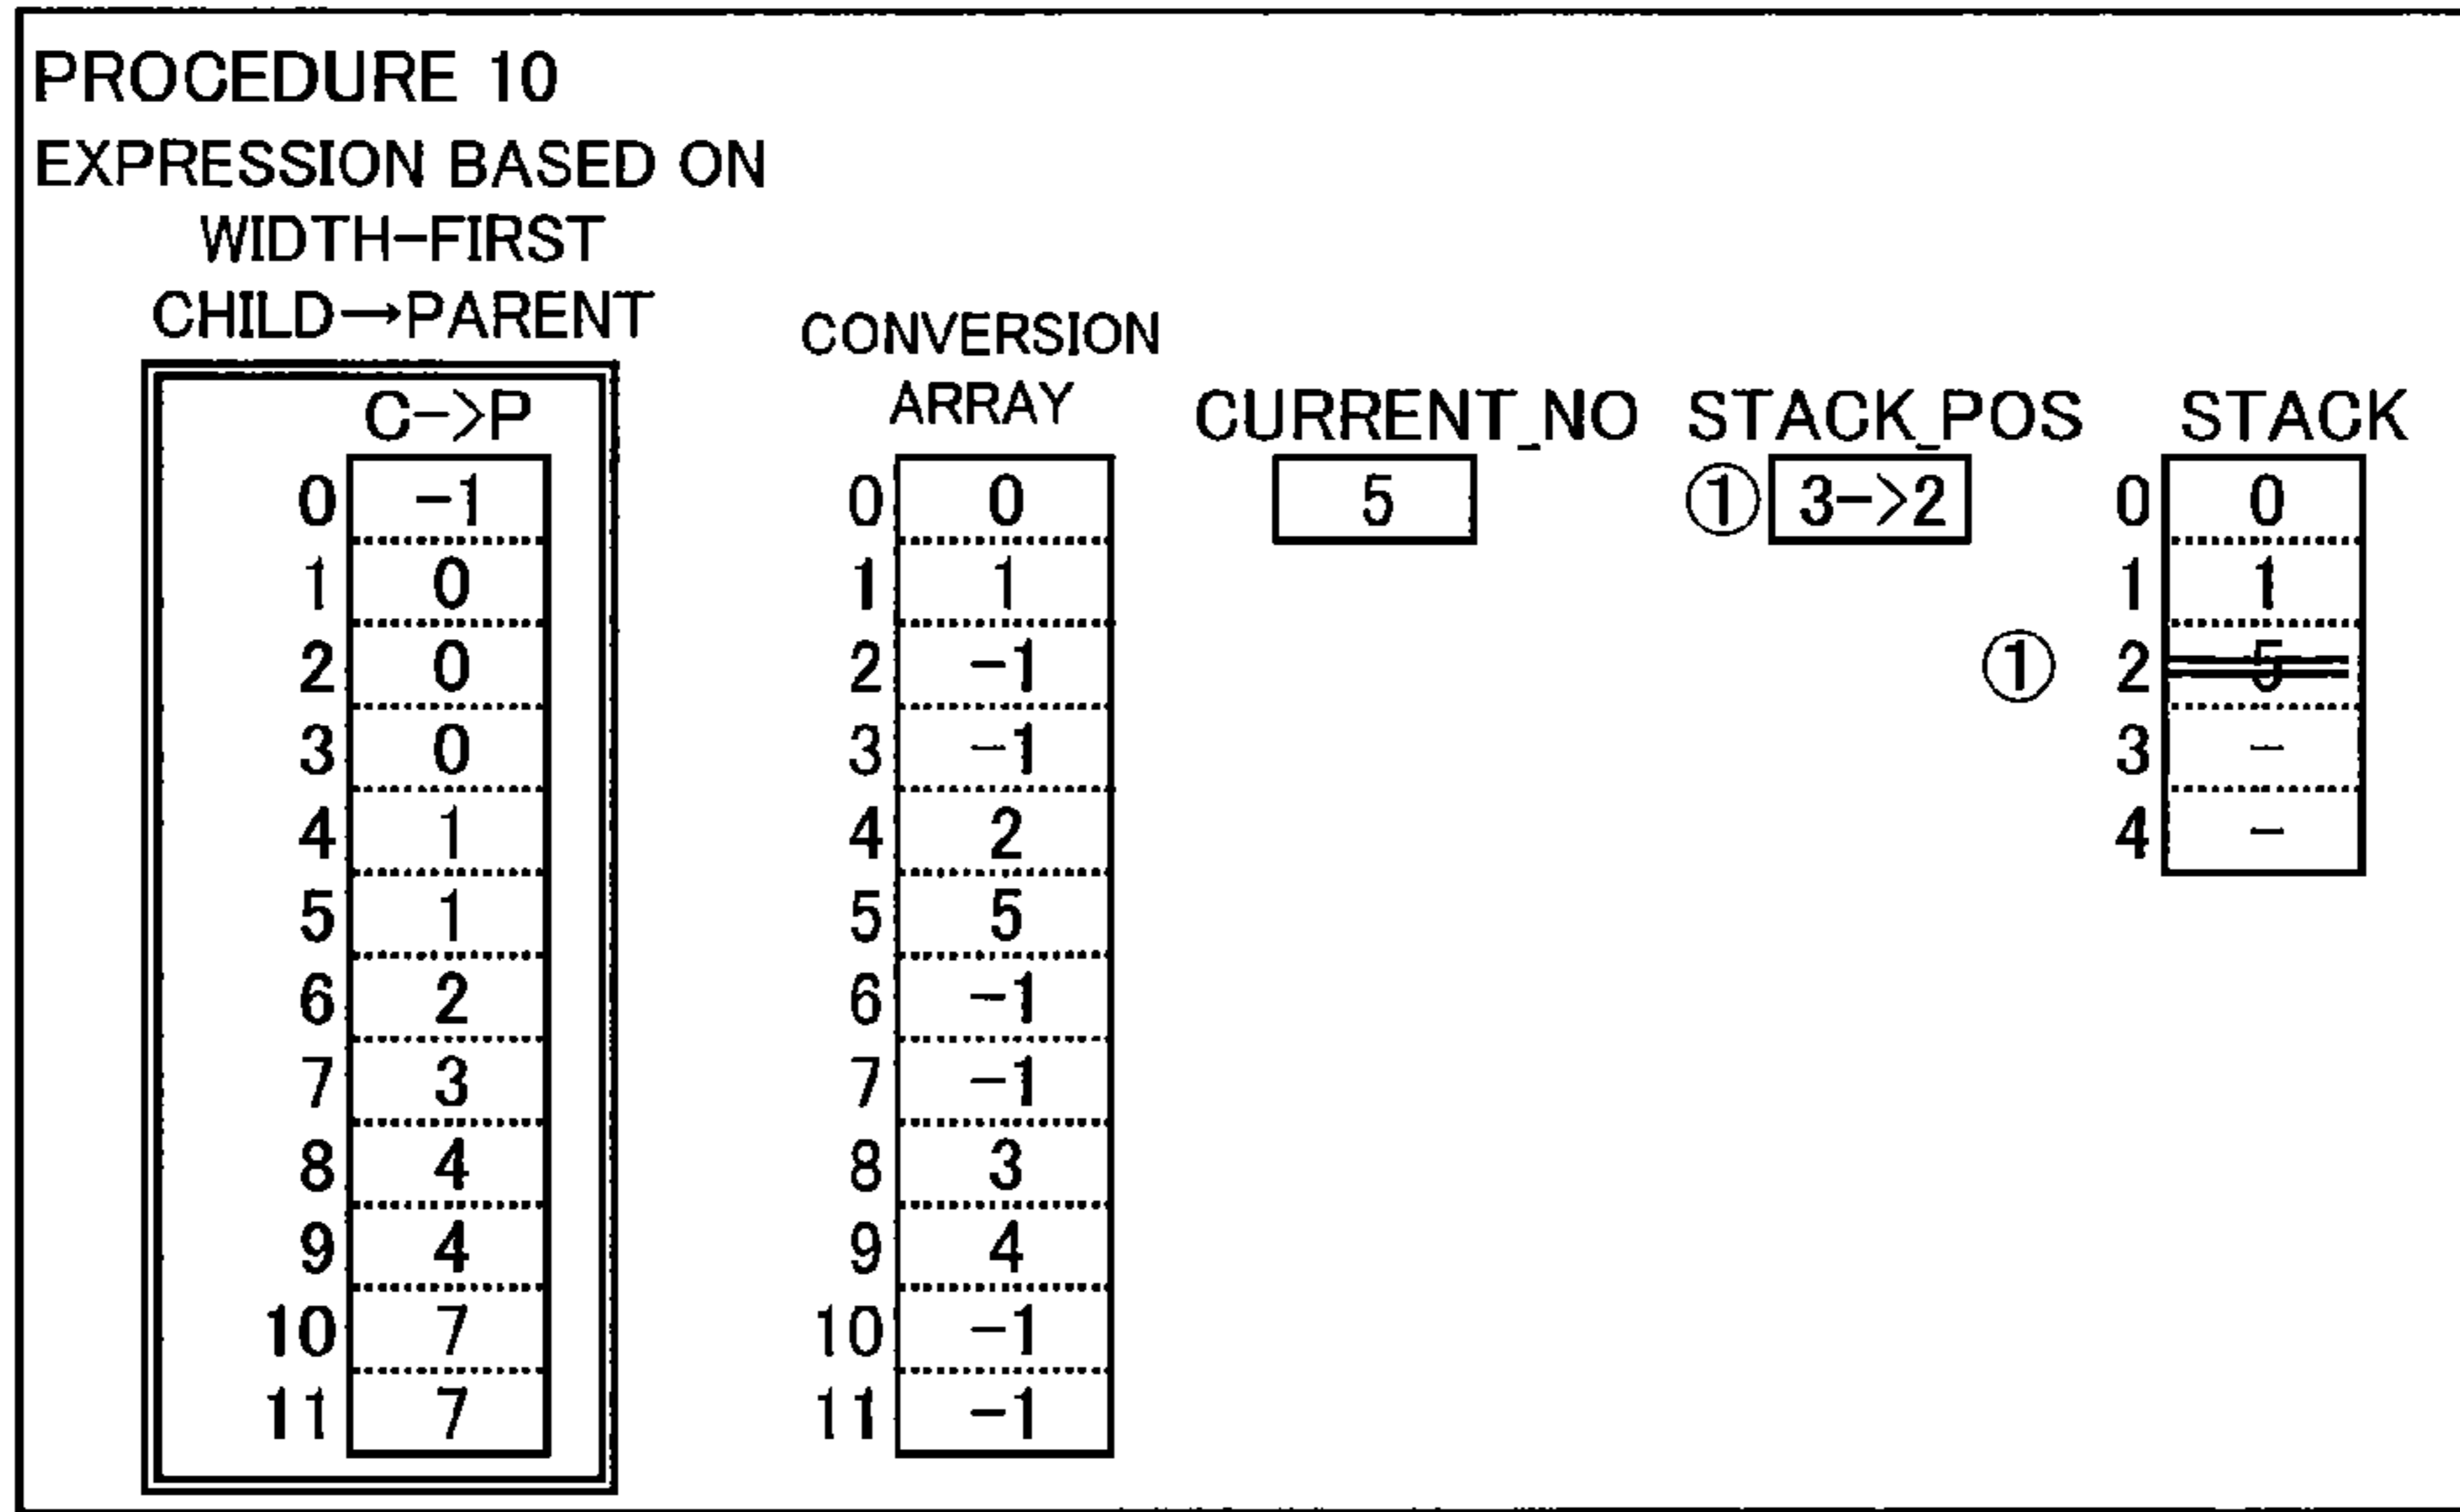 PROCEDURE 10
EXPRESSION BASED ON
WIDTH-FIRST
CHILD→PARENT
CONVERSION
ARRAY
C->P
CURRENT_NO STACK_POS STACK
0 -1 0 0 5 ① 3->2 0 0
1 0 1 1 1 1
2 0 2 -1 ① 2 5
3 0 3 -1 3 -
4 1 4 2 4 -
5 1 5 5
6 2 6 -1
7 3 7 -1
8 4 8 3
9 4 9 4
10 7 10 -1
11 7 11 -1